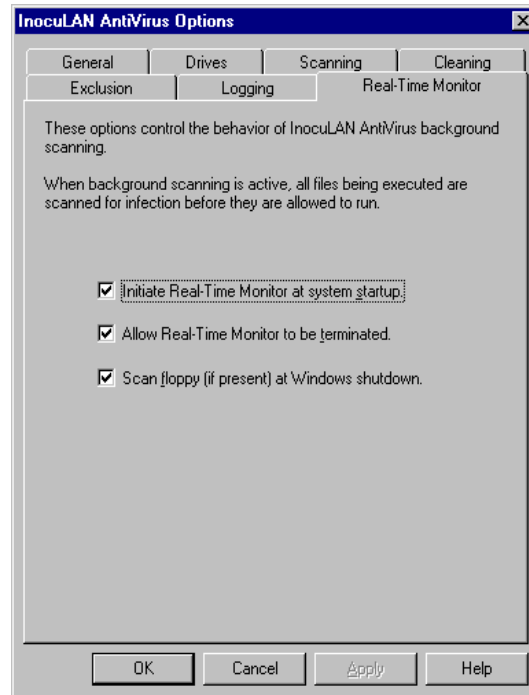 InocuLAN AntiVirus Options
General Drives Scanning Cleaning
Exclusion Logging Real-Time Monitor
These options control the behavior of InocuLAN AntiVirus background
scanning.
When background scanning is active, all files being executed are
scanned for infection before they are allowed to run.
Initiate Real-Time Monitor at system startup.
Allow Real-Time Monitor to be terminated.
Scan floppy (if present) at Windows shutdown.
OK Cancel Apply Help